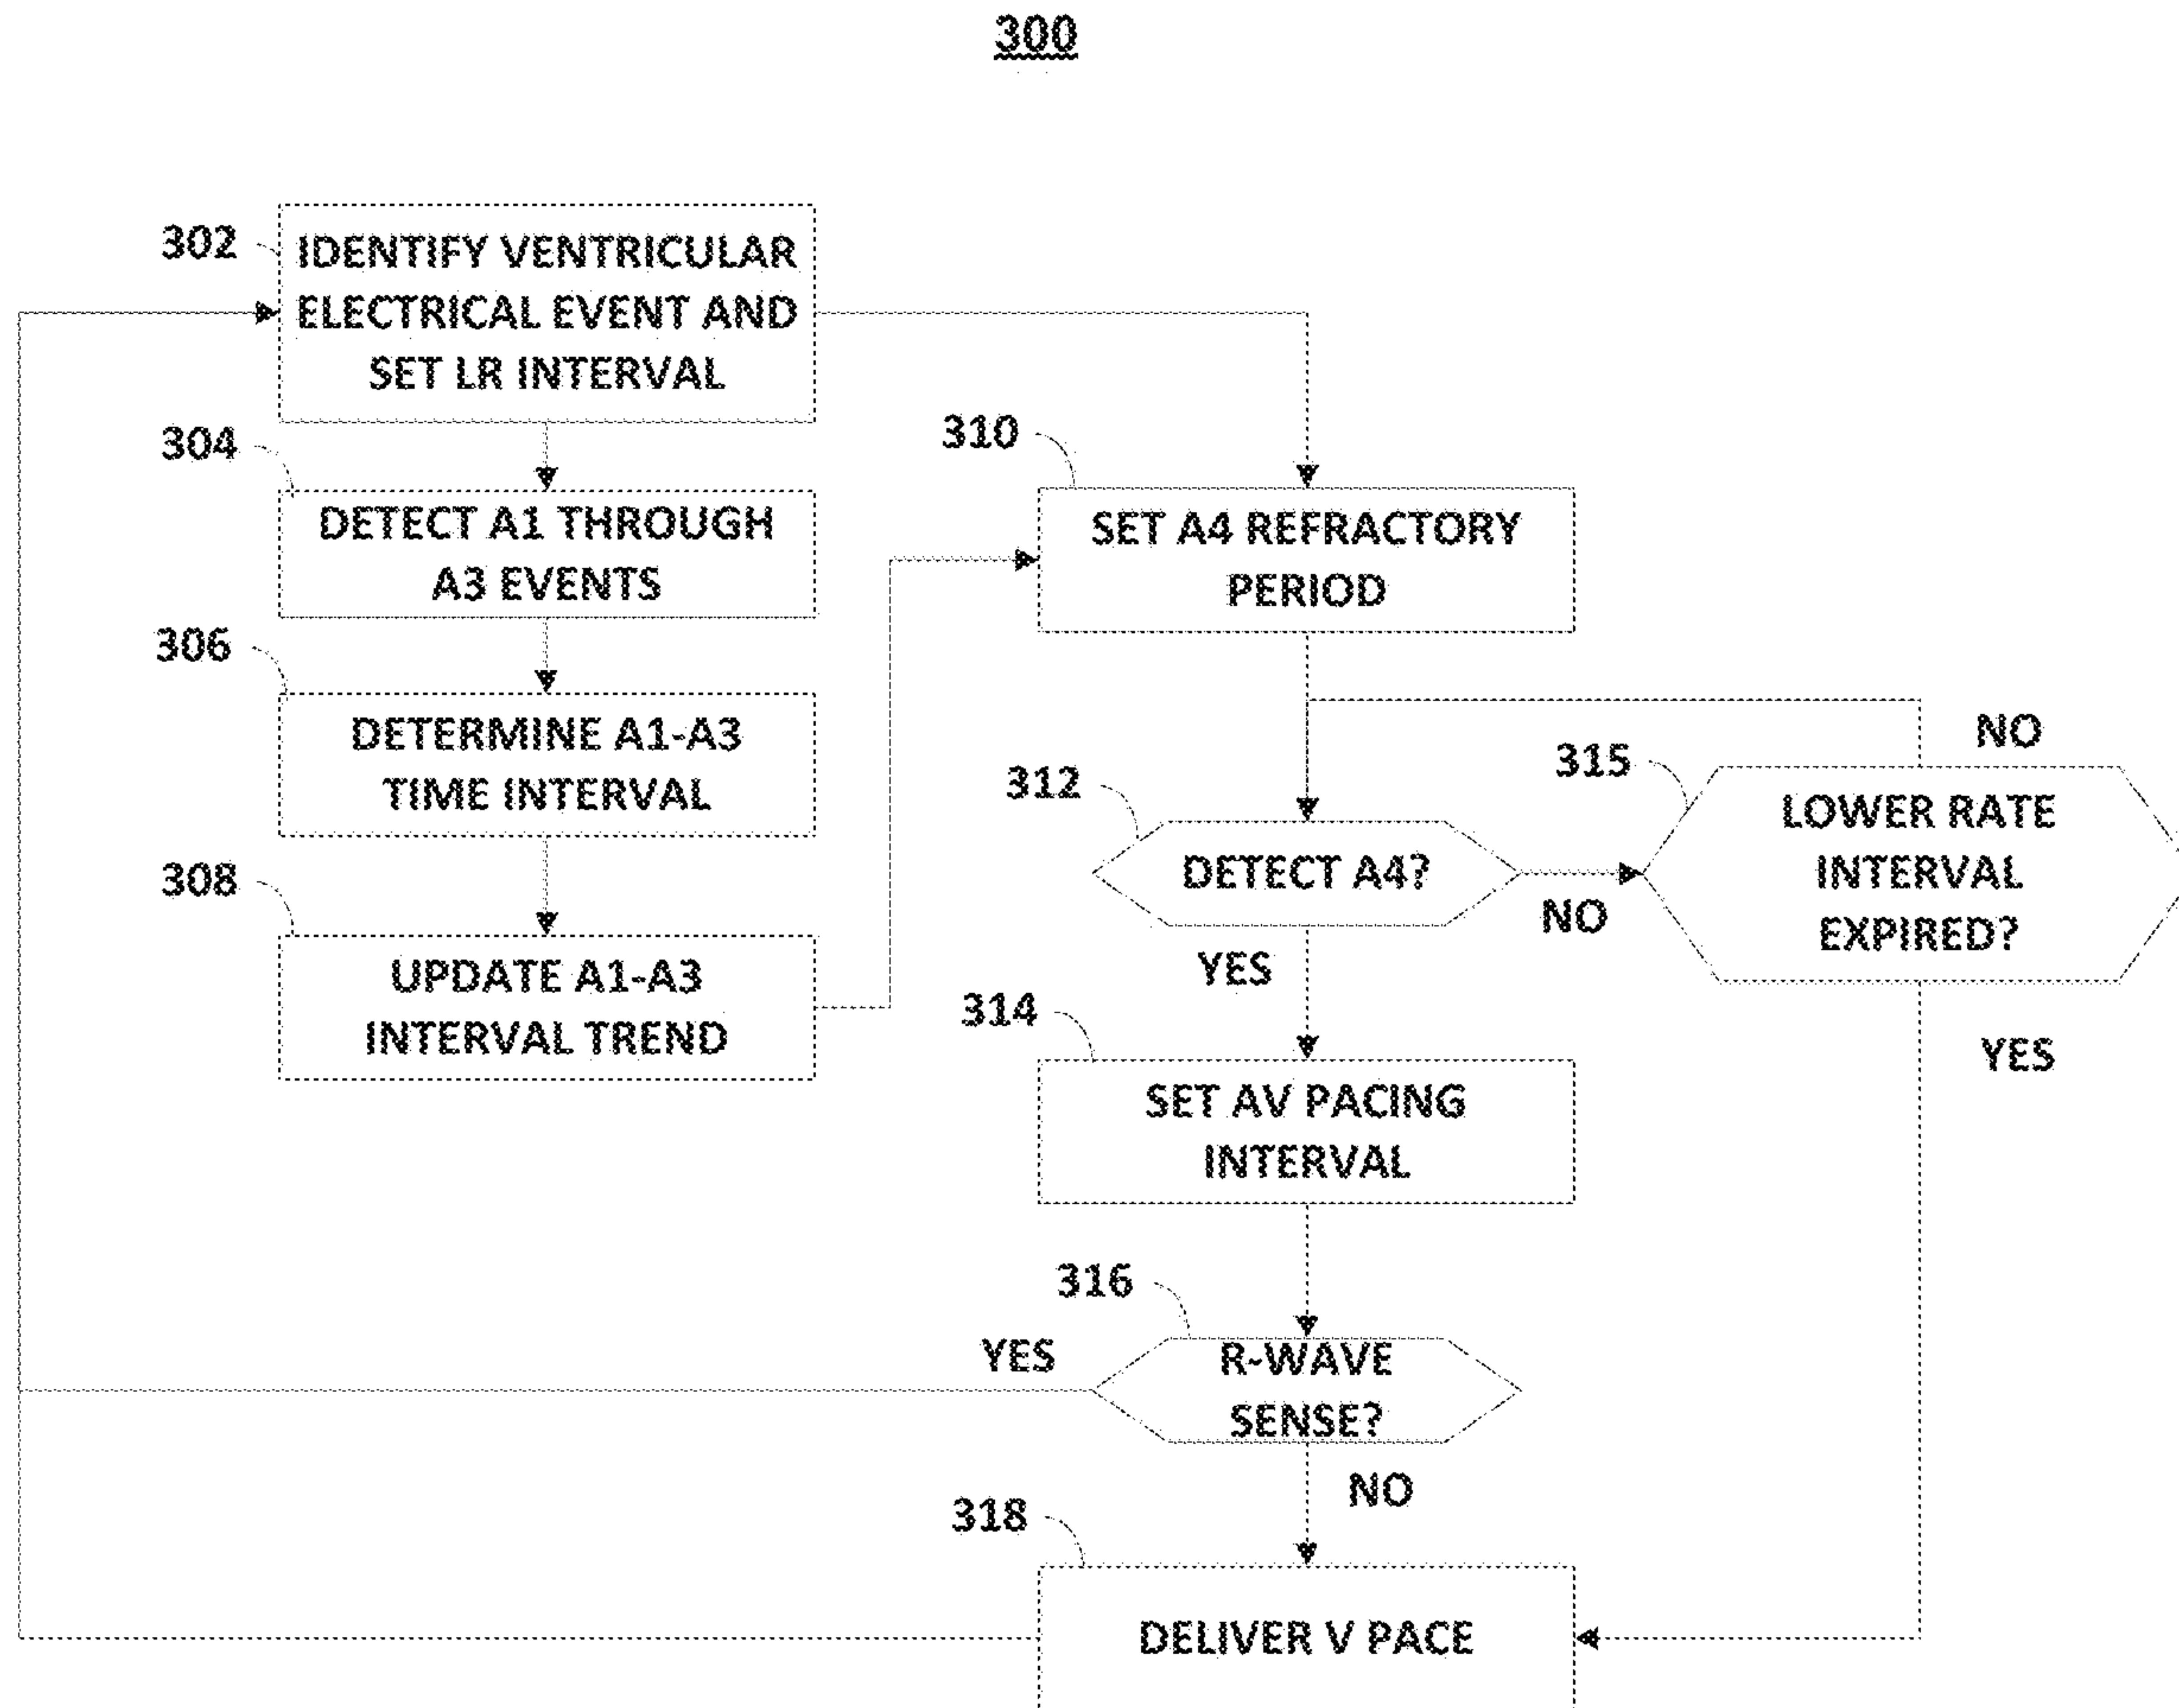 300
302
IDENTIFY VENTRICULAR
ELECTRICAL EVENT AND
SET LR INTERVAL
304
DETECT A1 THROUGH
A3 EVENTS
306
DETERMINE A1-A3
TIME INTERVAL
308
UPDATE A1-A3
INTERVAL TREND
310
SET A4 REFRACTORY
PERIOD
312
DETECT A4?
NO
YES
315
LOWER RATE
INTERVAL
EXPIRED?
NO
YES
314
SET AV PACING
INTERVAL
316
R-WAVE
SENSE?
YES
NO
318
DELIVER V PACE